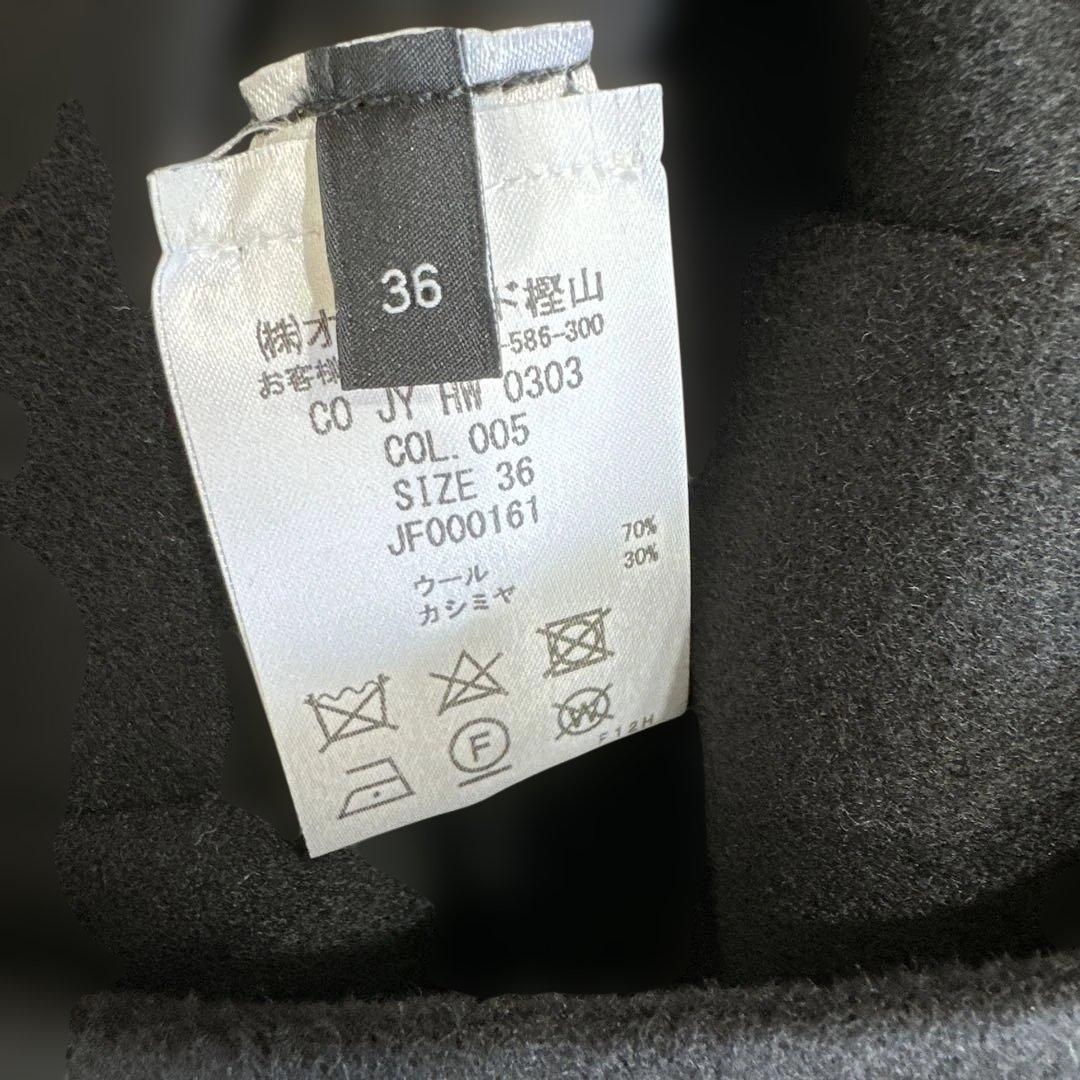 36
㈱オ ド樫山
お客様 -586-300
CO JY HW 0303
COL. 005
SIZE 36
JF000161
ウール 70%
カシミヤ 30%
F
W
F12H